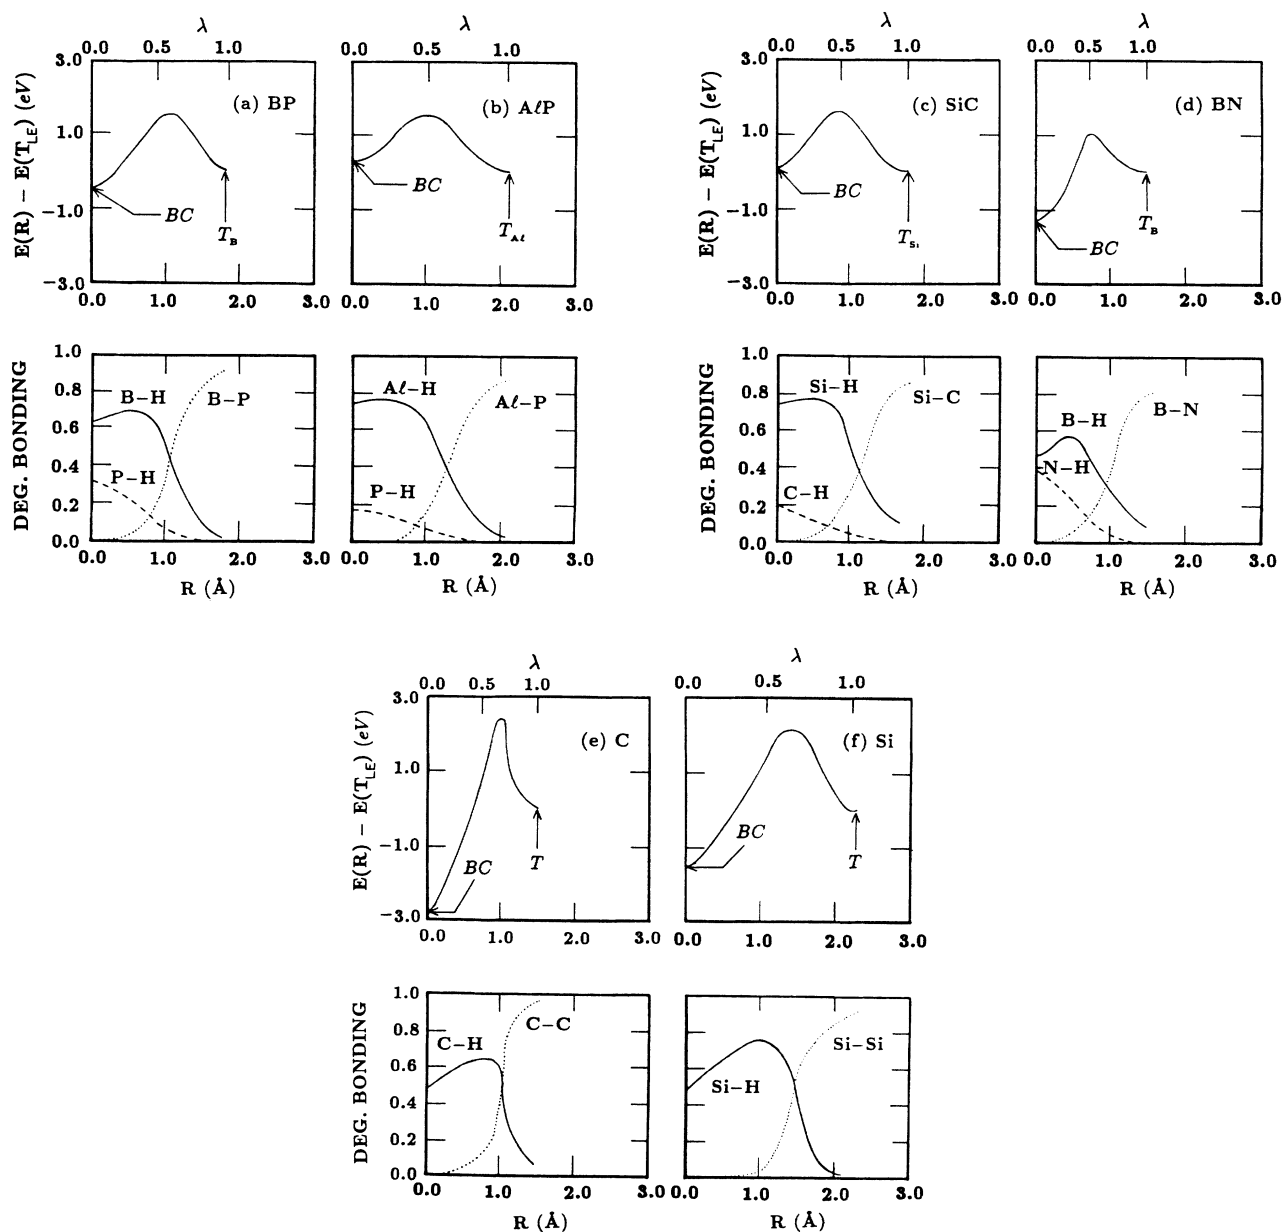 λ
λ
0.0 0.5 1.0
0.0 0.5 1.0
3.0
1.0
−1.0
−3.0
E(R) − E(T_LE) (eV)
(a) BP
BC
T_B
0.0 1.0 2.0 3.0
(b) AℓP
BC
T_Aℓ
0.0 1.0 2.0 3.0
λ
λ
0.0 0.5 1.0
0.0 0.5 1.0
3.0
1.0
−1.0
−3.0
E(R) − E(T_LE) (eV)
(c) SiC
BC
T_Si
0.0 1.0 2.0 3.0
(d) BN
BC
T_B
0.0 1.0 2.0 3.0
1.0
0.8
0.6
0.4
0.2
0.0
DEG. BONDING
B−H
B−P
P−H
0.0 1.0 2.0 3.0
R (Å)
Aℓ−H
Aℓ−P
P−H
0.0 1.0 2.0 3.0
R (Å)
1.0
0.8
0.6
0.4
0.2
0.0
DEG. BONDING
Si−H
Si−C
C−H
0.0 1.0 2.0 3.0
R (Å)
B−H
B−N
N−H
0.0 1.0 2.0 3.0
R (Å)
λ
λ
0.0 0.5 1.0
0.0 0.5 1.0
3.0
1.0
−1.0
−3.0
E(R) − E(T_LE) (eV)
(e) C
BC
T
0.0 1.0 2.0 3.0
(f) Si
BC
T
0.0 1.0 2.0 3.0
1.0
0.8
0.6
0.4
0.2
0.0
DEG. BONDING
C−H
C−C
0.0 1.0 2.0 3.0
R (Å)
Si−Si
Si−H
0.0 1.0 2.0 3.0
R (Å)